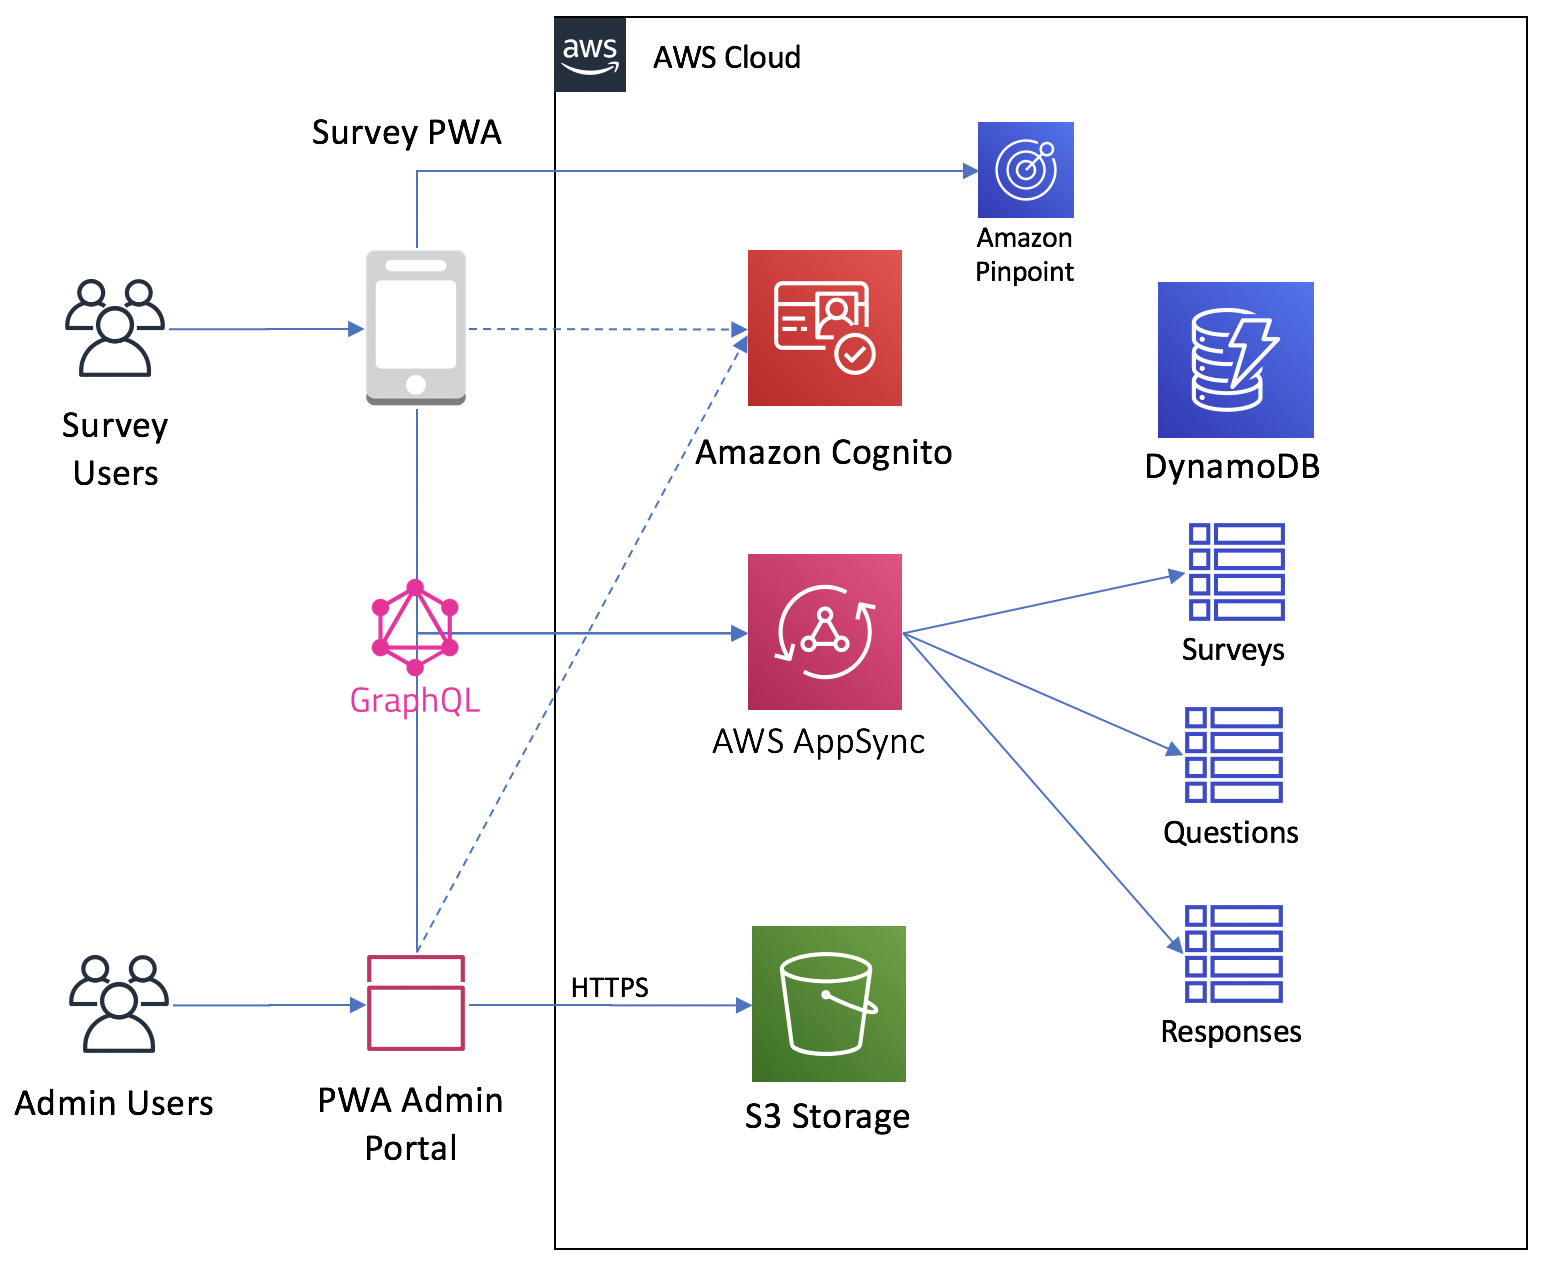 aws
AWS Cloud
Survey PWA
Amazon
Pinpoint
Survey
Users
Amazon Cognito
DynamoDB
Surveys
GraphQL
AWS AppSync
Questions
HTTPS
Responses
Admin Users
PWA Admin
Portal
S3 Storage